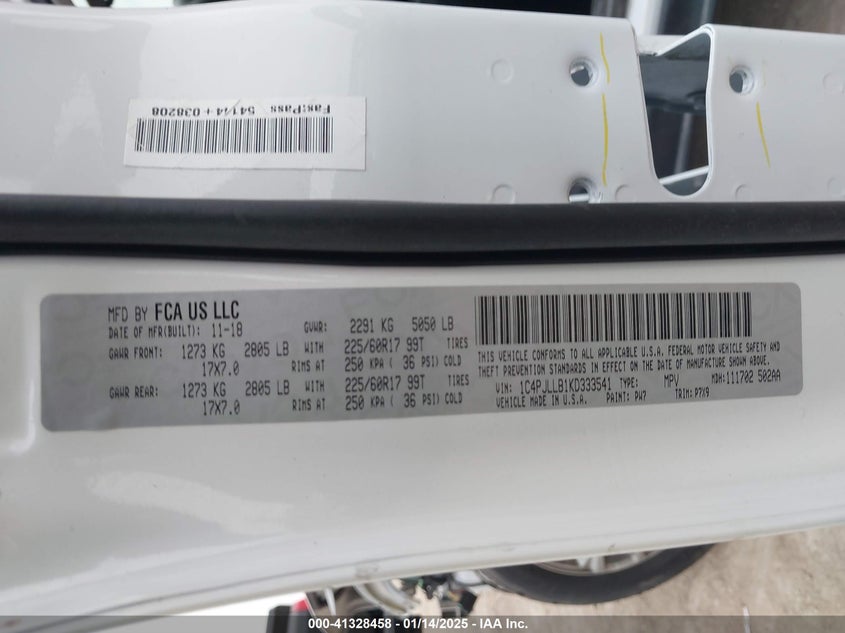 Fas:Pass 54144+038208
MFD BY FCA US LLC
DATE OF MFR(BUILT): 11-18 GVWR: 2291 KG 5050 LB
GAWR FRONT: 1273 KG 2805 LB WITH 225/60R17 99T TIRES
17X7.0 RIMS AT 250 KPA ( 36 PSI) COLD
GAWR REAR: 1273 KG 2805 LB WITH 225/60R17 99T TIRES
17X7.0 RIMS AT 250 KPA ( 36 PSI) COLD
THIS VEHICLE CONFORMS TO ALL APPLICABLE U.S.A. FEDERAL MOTOR VEHICLE SAFETY AND
THEFT PREVENTION STANDARDS IN EFFECT ON THE DATE OF MANUFACTURE SHOWN ABOVE.
VIN: 1C4PJLLB1KD333541 TYPE: MPV MDH:111702 502AA
VEHICLE MADE IN U.S.A. PAINT: PW7 TRIM: P7X9
000-41328458 — 01/14/2025 — IAA Inc.